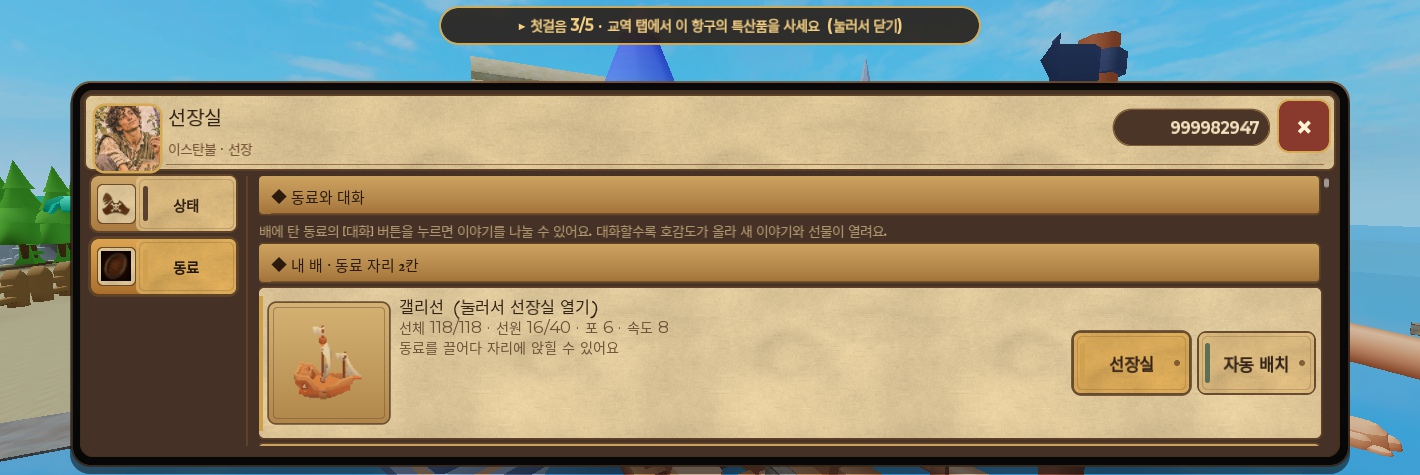 ▸ 첫걸음 3/5 · 교역 탭에서 이 항구의 특산품을 사세요 (눌러서 닫기)
선장실
이스탄불 · 선장
999982947
×
상태
동료
◆ 동료와 대화
배에 탄 동료의 [대화] 버튼을 누르면 이야기를 나눌 수 있어요. 대화할수록 호감도가 올라 새 이야기와 선물이 열려요.
◆ 내 배 · 동료 자리 2칸
갤리선 (눌러서 선장실 열기)
선체 118/118 · 선원 16/40 · 포 6 · 속도 8
동료를 끌어다 자리에 앉힐 수 있어요
선장실
자동 배치